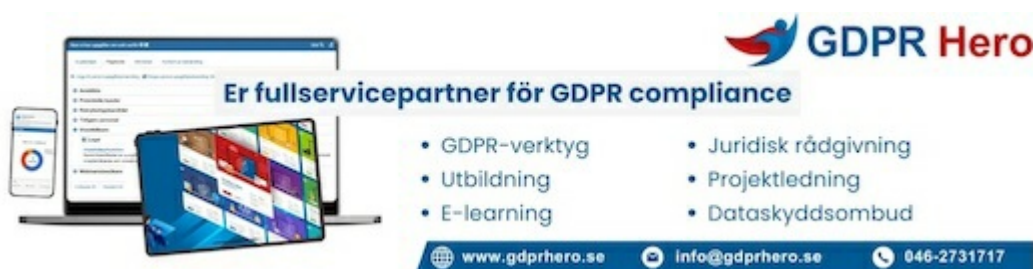 GDPR Hero
Er fullservicepartner för GDPR compliance
• GDPR-verktyg
• Utbildning
• E-learning
• Juridisk rådgivning
• Projektledning
• Dataskyddsombud
www.gdprhero.se info@gdprhero.se 046-2731717